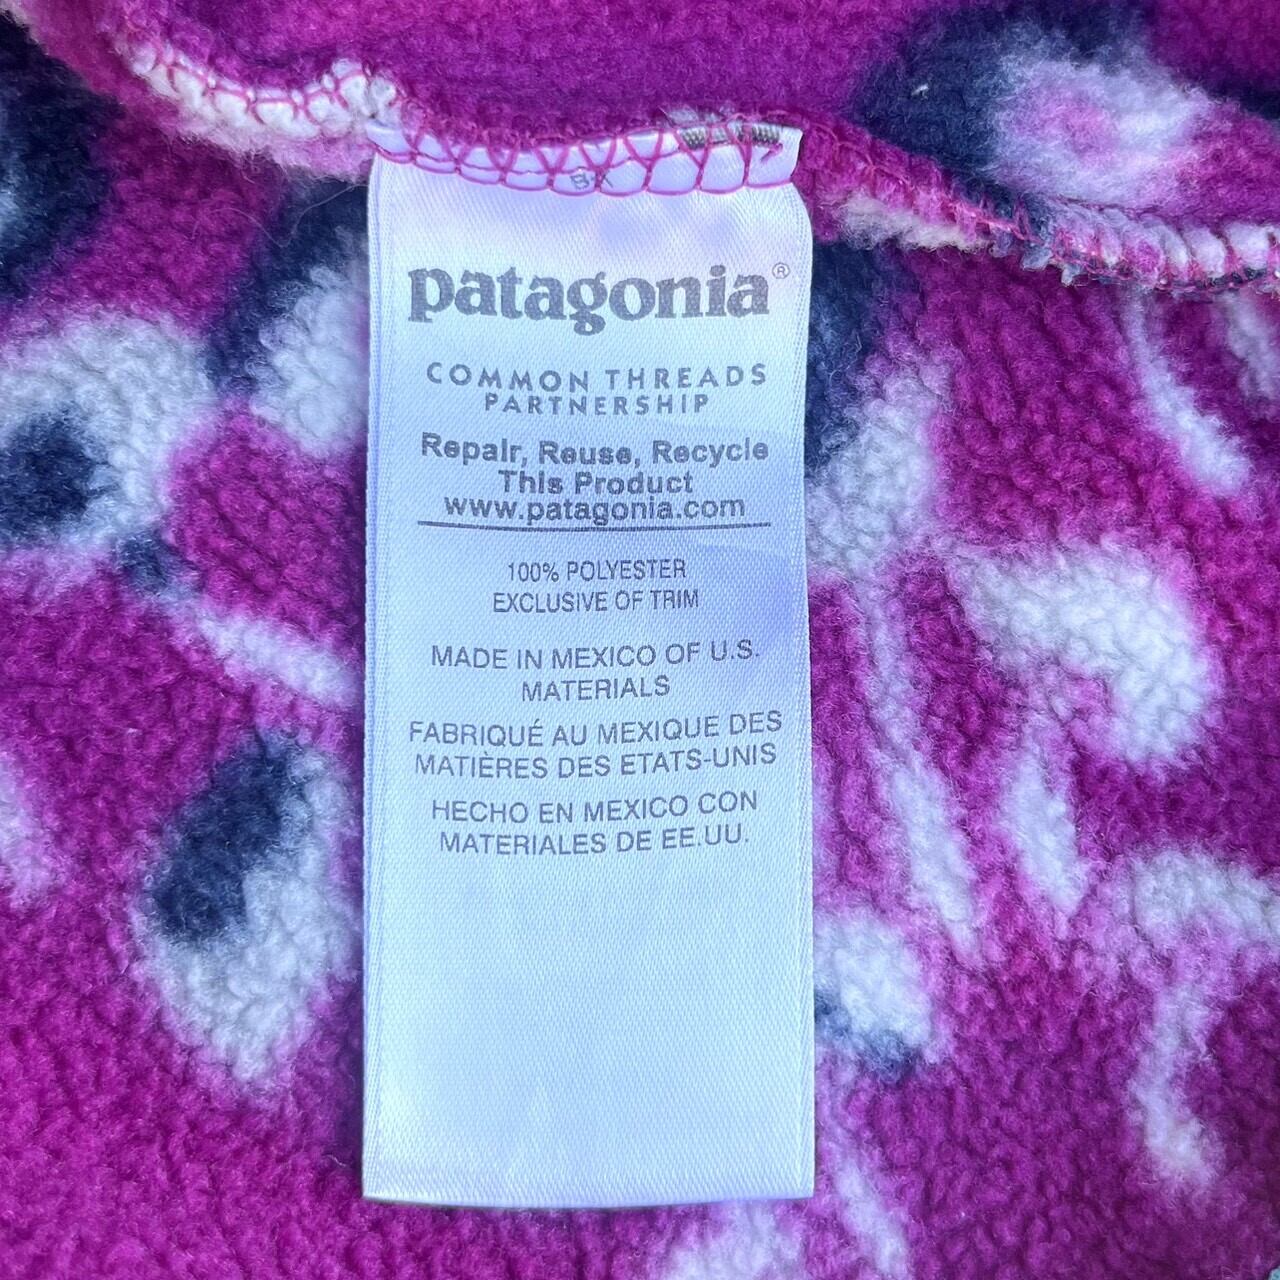 patagonia®
COMMON THREADS
PARTNERSHIP
Repair, Reuse, Recycle
This Product
www.patagonia.com
100% POLYESTER
EXCLUSIVE OF TRIM
MADE IN MEXICO OF U.S.
MATERIALS
FABRIQUÉ AU MEXIQUE DES
MATIÈRES DES ETATS-UNIS
HECHO EN MEXICO CON
MATERIALES DE EE.UU.